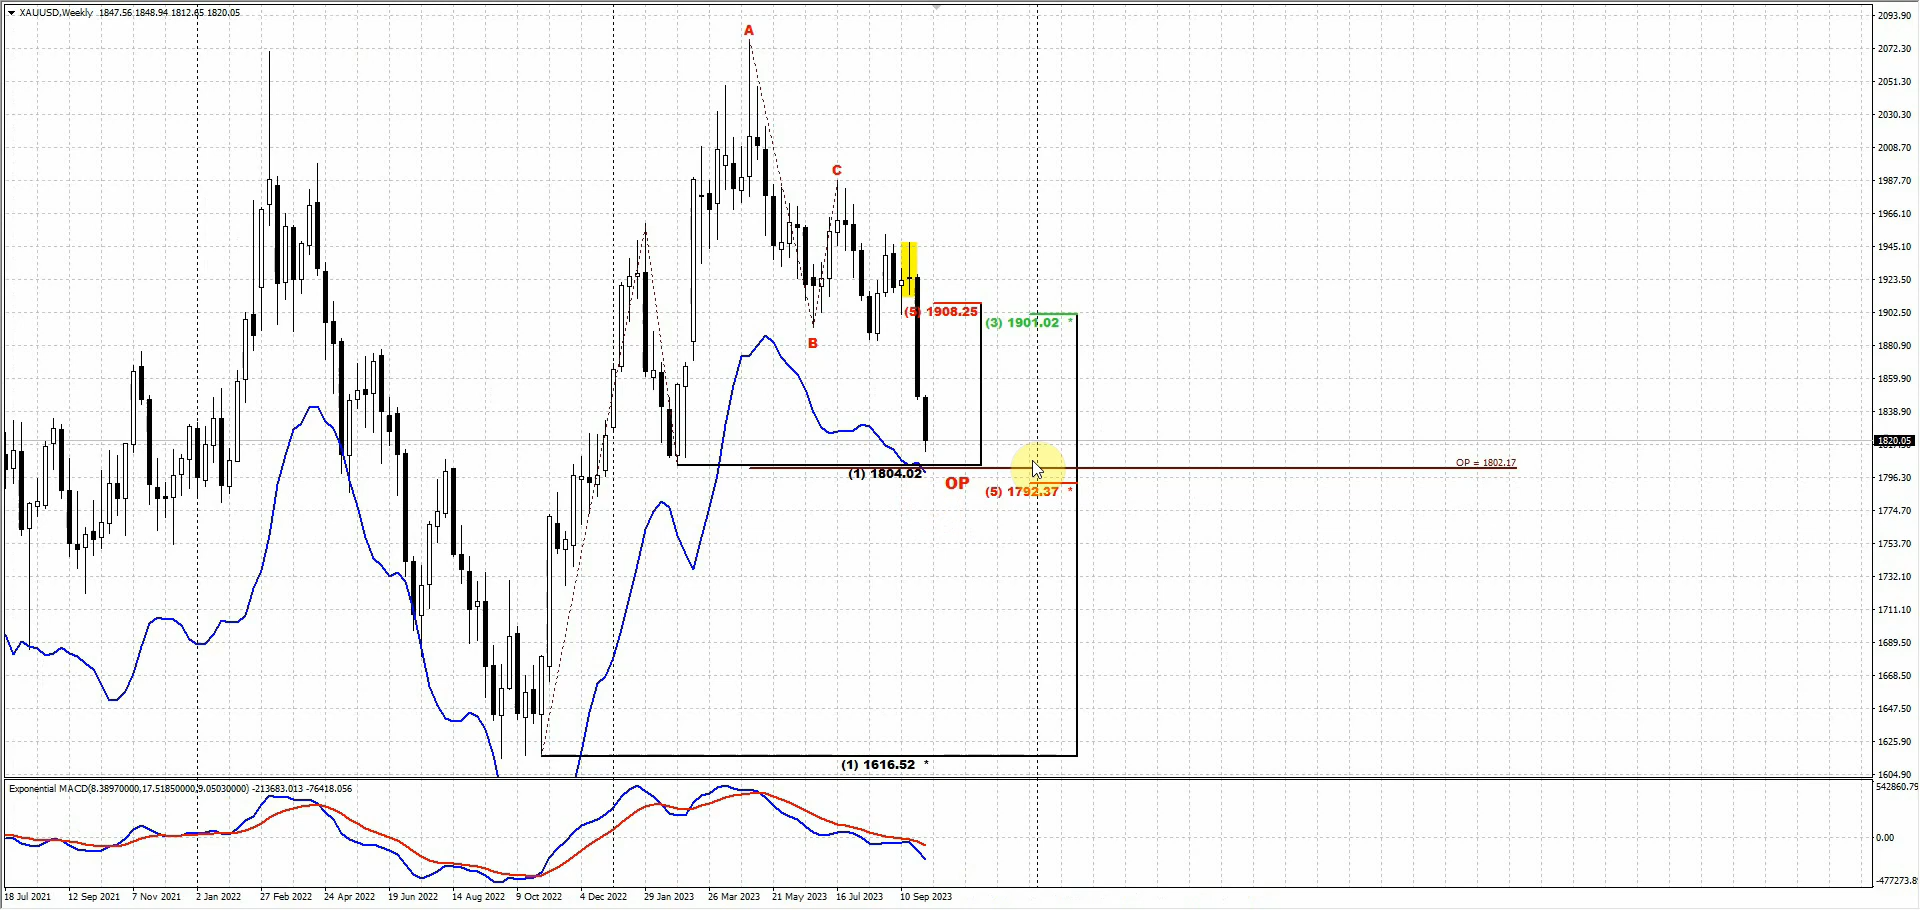 XAUUSD,Weekly 1847.56 1848.94 1812.65 1820.05
A
C
(5) 1908.25
(3) 1901.02 *
B
OP = 1802.17
(1) 1804.02
OP
(5) 1792.37 *
(1) 1616.52 *
2093.90
2072.30
2051.30
2030.30
2008.70
1987.70
1966.10
1945.10
1923.50
1902.50
1880.90
1859.90
1838.90
1820.05
1796.30
1774.70
1753.70
1732.10
1711.10
1689.50
1668.50
1647.50
1625.90
1604.90
Exponential MACD(8.38970000,17.51850000,9.05030000) -213683.013 -76418.056
542860.79
0.00
-477273.8
18 Jul 2021 12 Sep 2021 7 Nov 2021 2 Jan 2022 27 Feb 2022 24 Apr 2022 19 Jun 2022 14 Aug 2022 9 Oct 2022 4 Dec 2022 29 Jan 2023 26 Mar 2023 21 May 2023 16 Jul 2023 10 Sep 2023